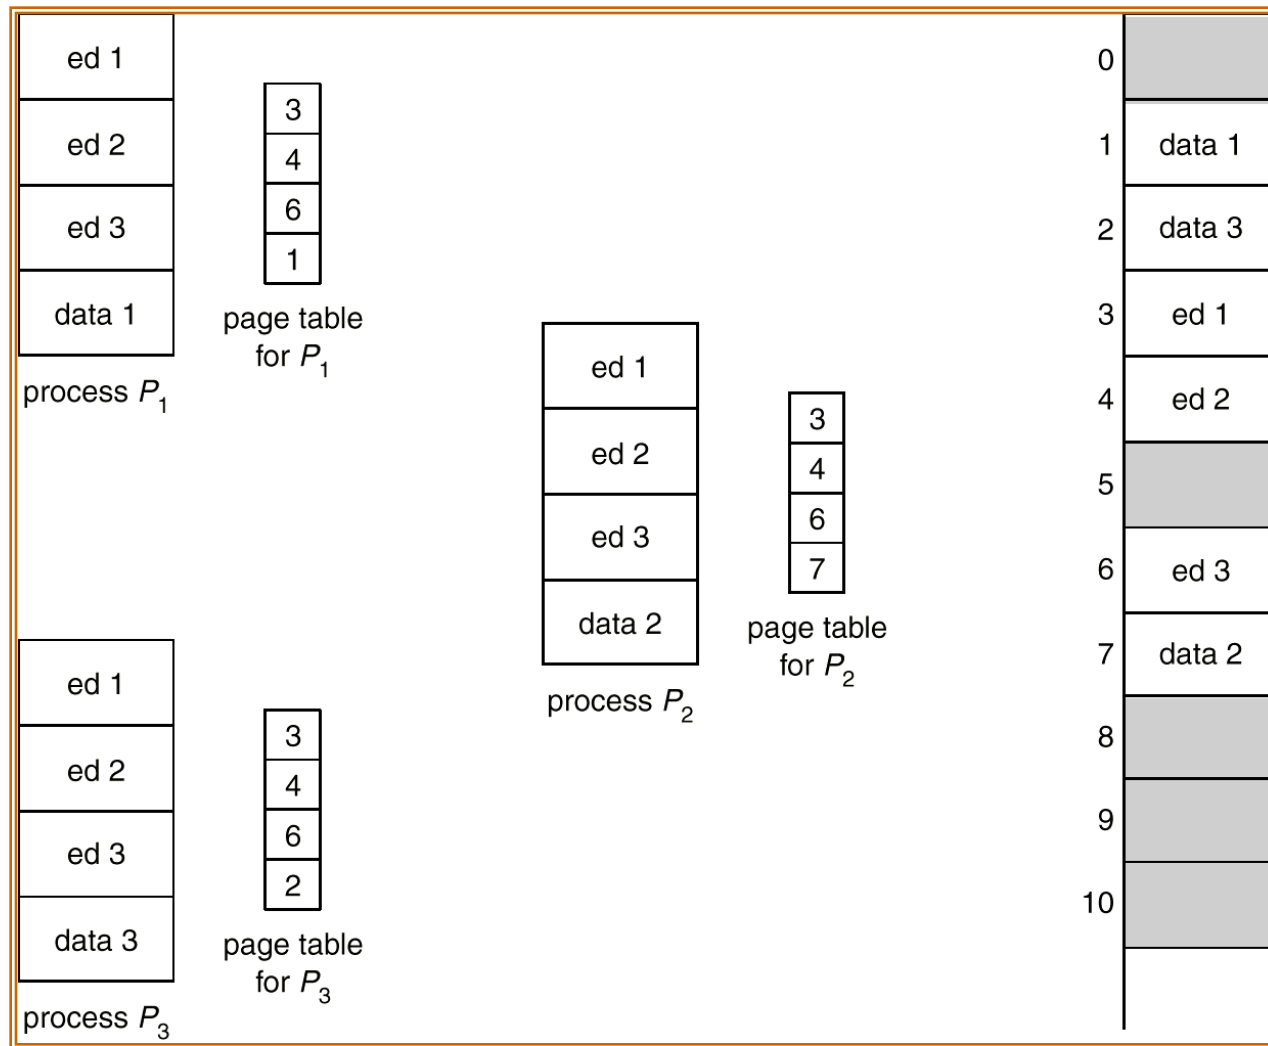 ed 1
ed 2
ed 3
data 1
process P1
3
4
6
1
page table
for P1
ed 1
ed 2
ed 3
data 2
process P2
3
4
6
7
page table
for P2
ed 1
ed 2
ed 3
data 3
process P3
3
4
6
2
page table
for P3
0
1 data 1
2 data 3
3 ed 1
4 ed 2
5
6 ed 3
7 data 2
8
9
10